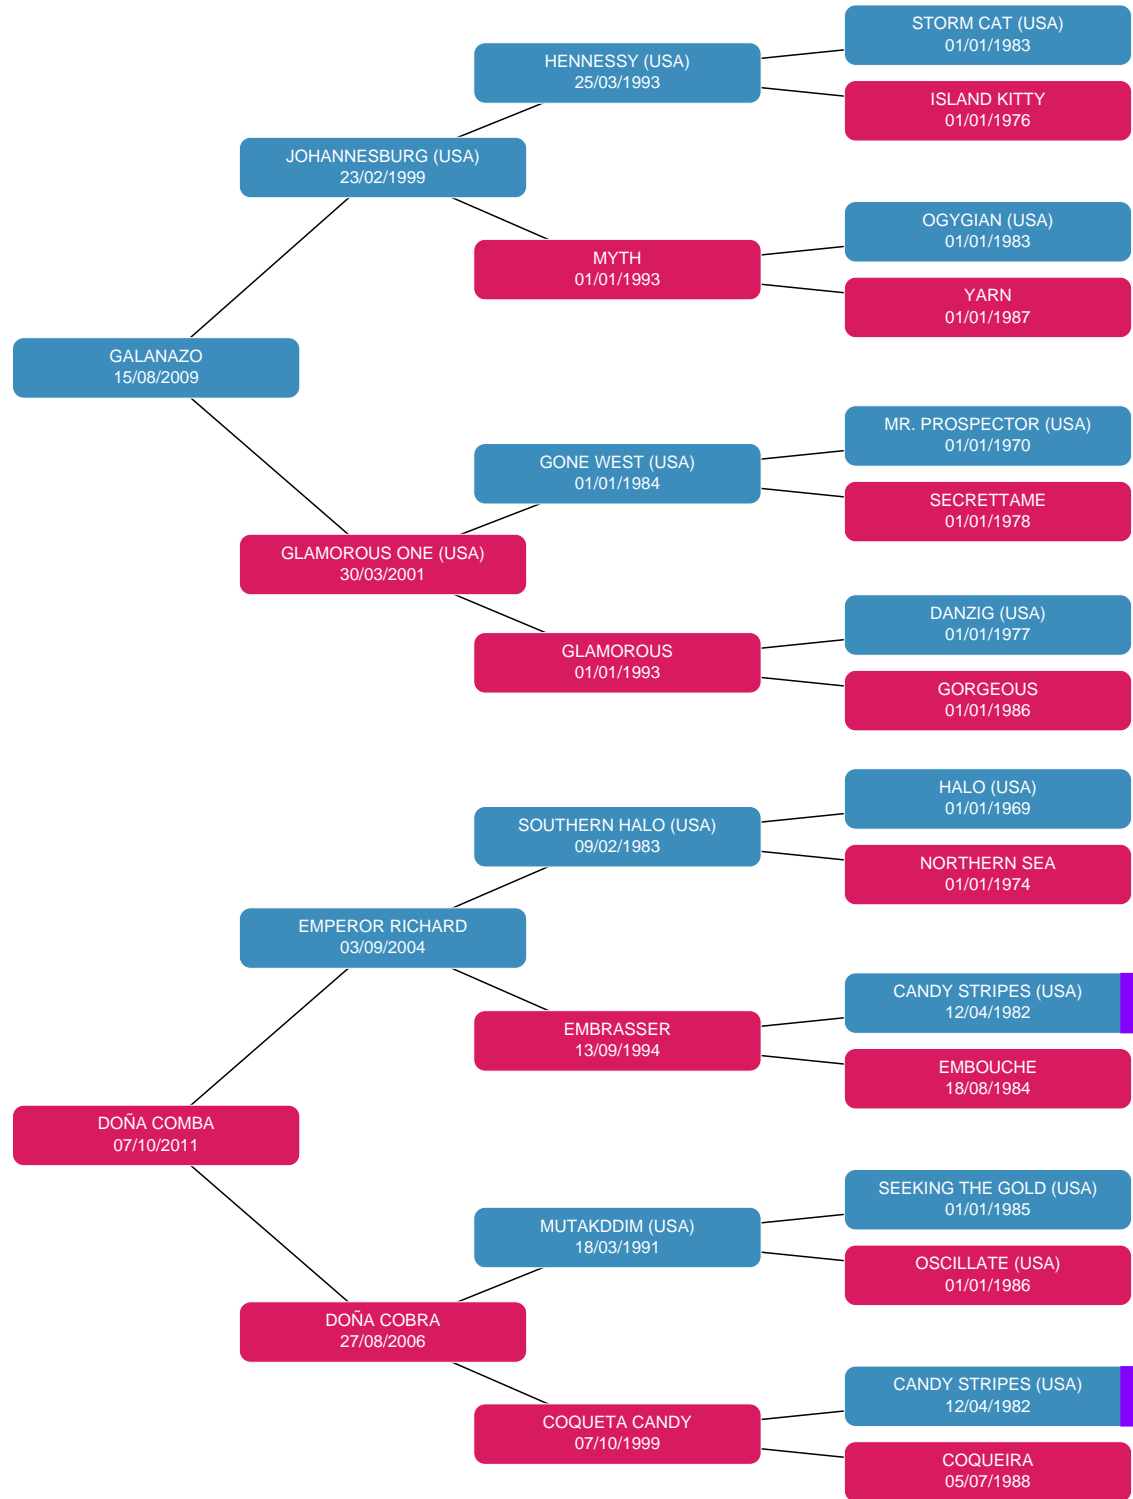 STORM CAT (USA)
01/01/1983
HENNESSY (USA)
25/03/1993
ISLAND KITTY
01/01/1976
JOHANNESBURG (USA)
23/02/1999
OGYGIAN (USA)
01/01/1983
MYTH
01/01/1993
YARN
01/01/1987
GALANAZO
15/08/2009
MR. PROSPECTOR (USA)
01/01/1970
GONE WEST (USA)
01/01/1984
SECRETTAME
01/01/1978
GLAMOROUS ONE (USA)
30/03/2001
DANZIG (USA)
01/01/1977
GLAMOROUS
01/01/1993
GORGEOUS
01/01/1986
HALO (USA)
01/01/1969
SOUTHERN HALO (USA)
09/02/1983
NORTHERN SEA
01/01/1974
EMPEROR RICHARD
03/09/2004
CANDY STRIPES (USA)
12/04/1982
EMBRASSER
13/09/1994
EMBOUCHE
18/08/1984
DOÑA COMBA
07/10/2011
SEEKING THE GOLD (USA)
01/01/1985
MUTAKDDIM (USA)
18/03/1991
OSCILLATE (USA)
01/01/1986
DOÑA COBRA
27/08/2006
CANDY STRIPES (USA)
12/04/1982
COQUETA CANDY
07/10/1999
COQUEIRA
05/07/1988